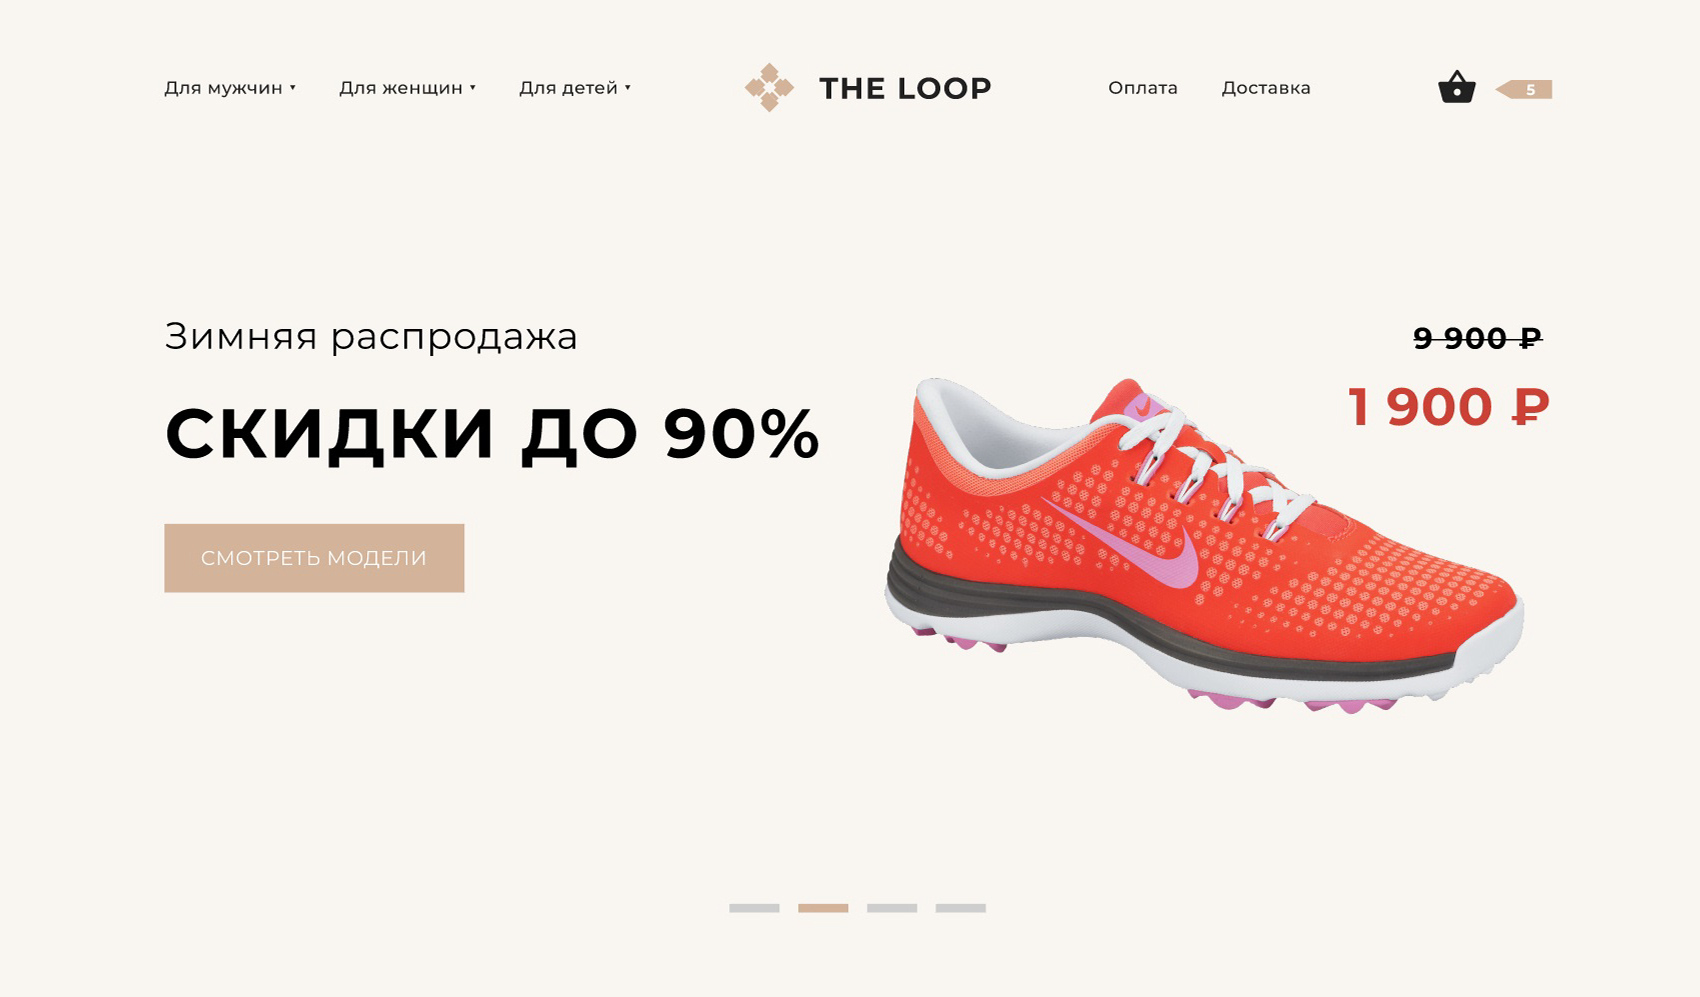 Для мужчин ▾ Для женщин ▾ Для детей ▾ THE LOOP Оплата Доставка 5
Зимняя распродажа
СКИДКИ ДО 90%
СМОТРЕТЬ МОДЕЛИ
9 900 ₽
1 900 ₽